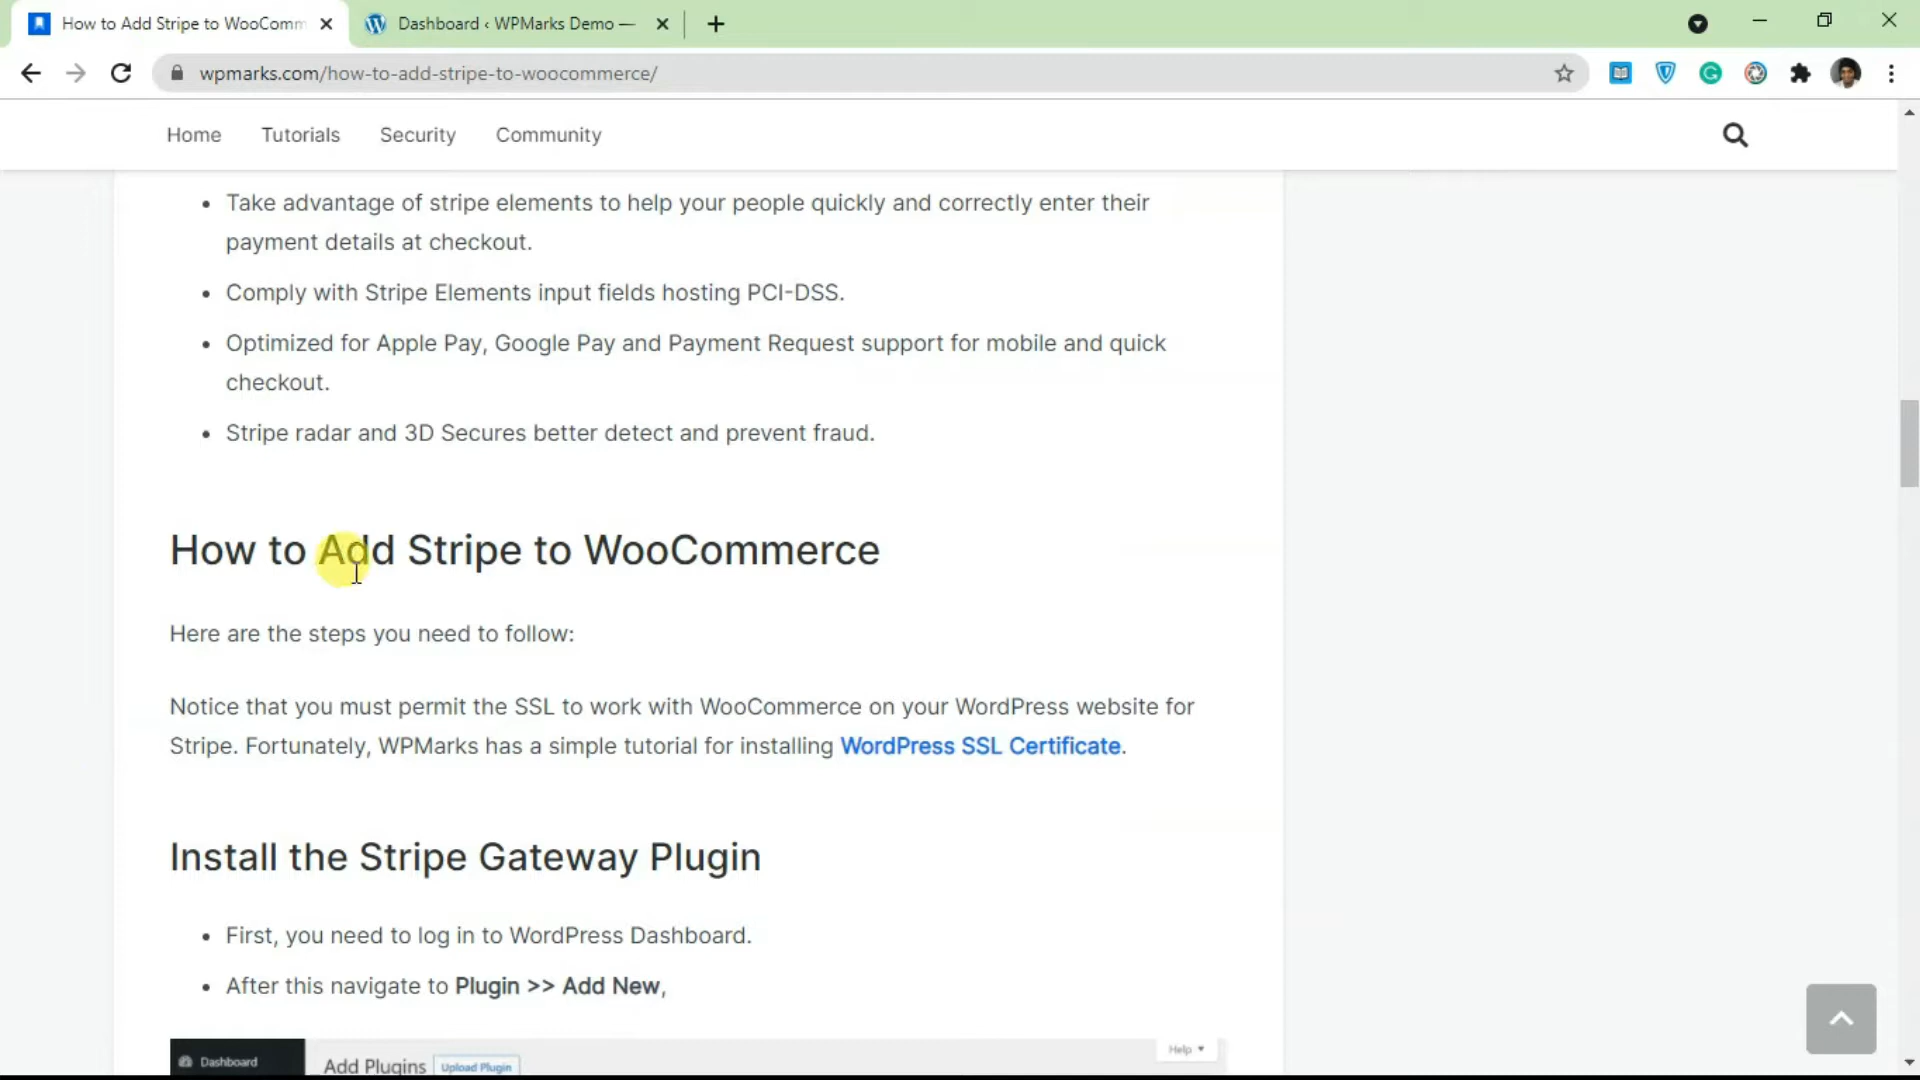 How to Add Stripe to WooComm
Dashboard ‹ WPMarks Demo —
wpmarks.com/how-to-add-stripe-to-woocommerce/
Home Tutorials Security Community
• Take advantage of stripe elements to help your people quickly and correctly enter their
payment details at checkout.
• Comply with Stripe Elements input fields hosting PCI-DSS.
• Optimized for Apple Pay, Google Pay and Payment Request support for mobile and quick
checkout.
• Stripe radar and 3D Secures better detect and prevent fraud.
How to Add Stripe to WooCommerce
Here are the steps you need to follow:
Notice that you must permit the SSL to work with WooCommerce on your WordPress website for
Stripe. Fortunately, WPMarks has a simple tutorial for installing WordPress SSL Certificate.
Install the Stripe Gateway Plugin
• First, you need to log in to WordPress Dashboard.
• After this navigate to Plugin >> Add New,
Help
Dashboard Add Plugins Upload Plugin